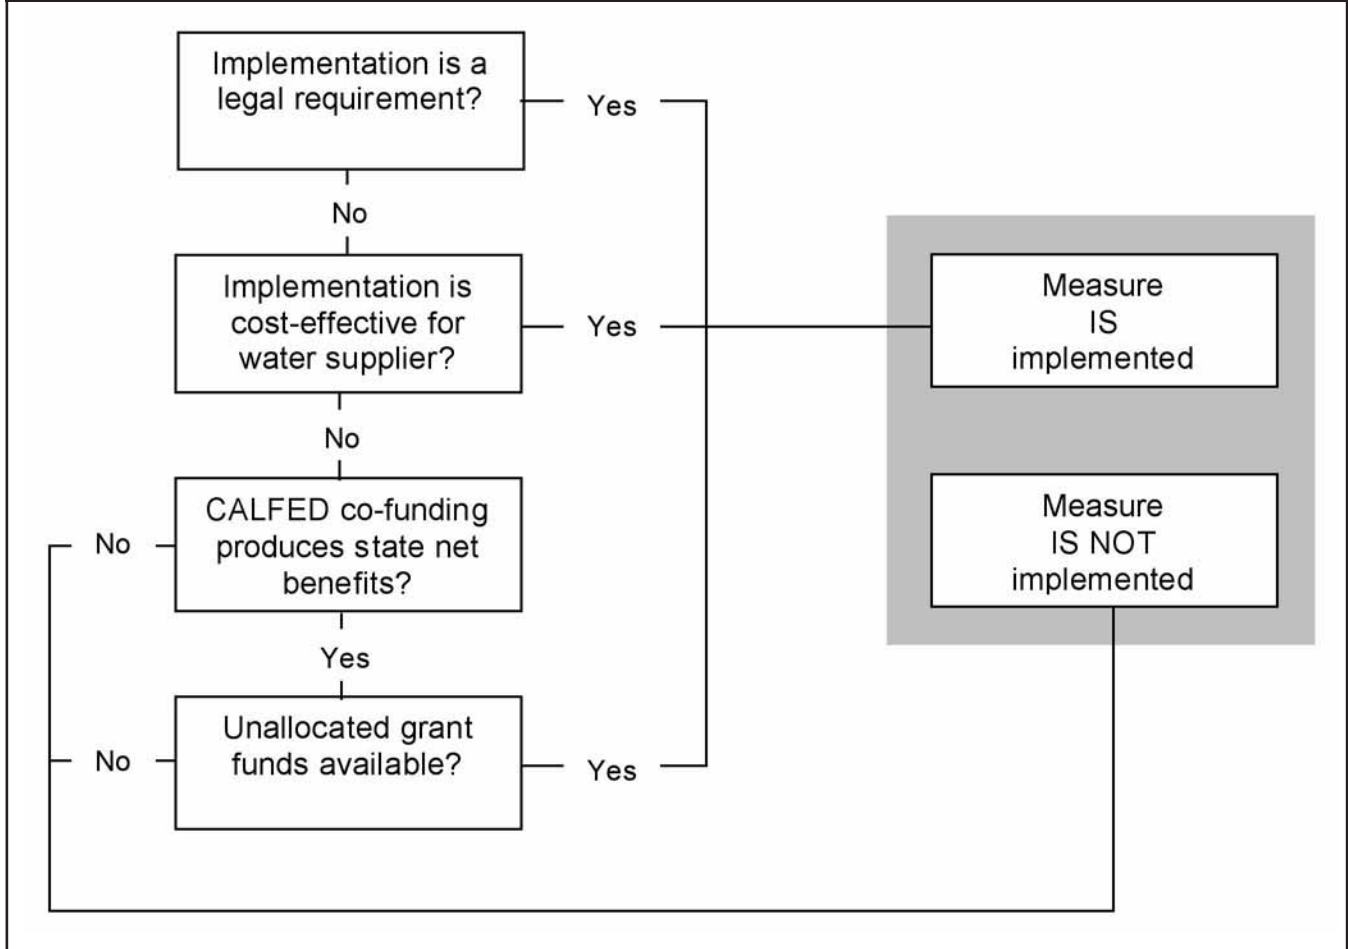 Implementation is a
legal requirement?
Yes
No
Implementation is
cost-effective for
water supplier?
Yes
Measure
IS
implemented
No
CALFED co-funding
produces state net
benefits?
No
Measure
IS NOT
implemented
Yes
Unallocated grant
funds available?
No
Yes